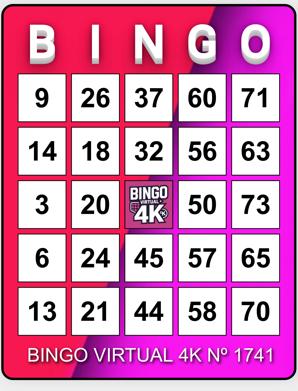 BINGO
9 26 37 60 71
14 18 32 56 63
3 20 BINGO VIRTUAL 4K 50 73
6 24 45 57 65
13 21 44 58 70
BINGO VIRTUAL 4K Nº 1741